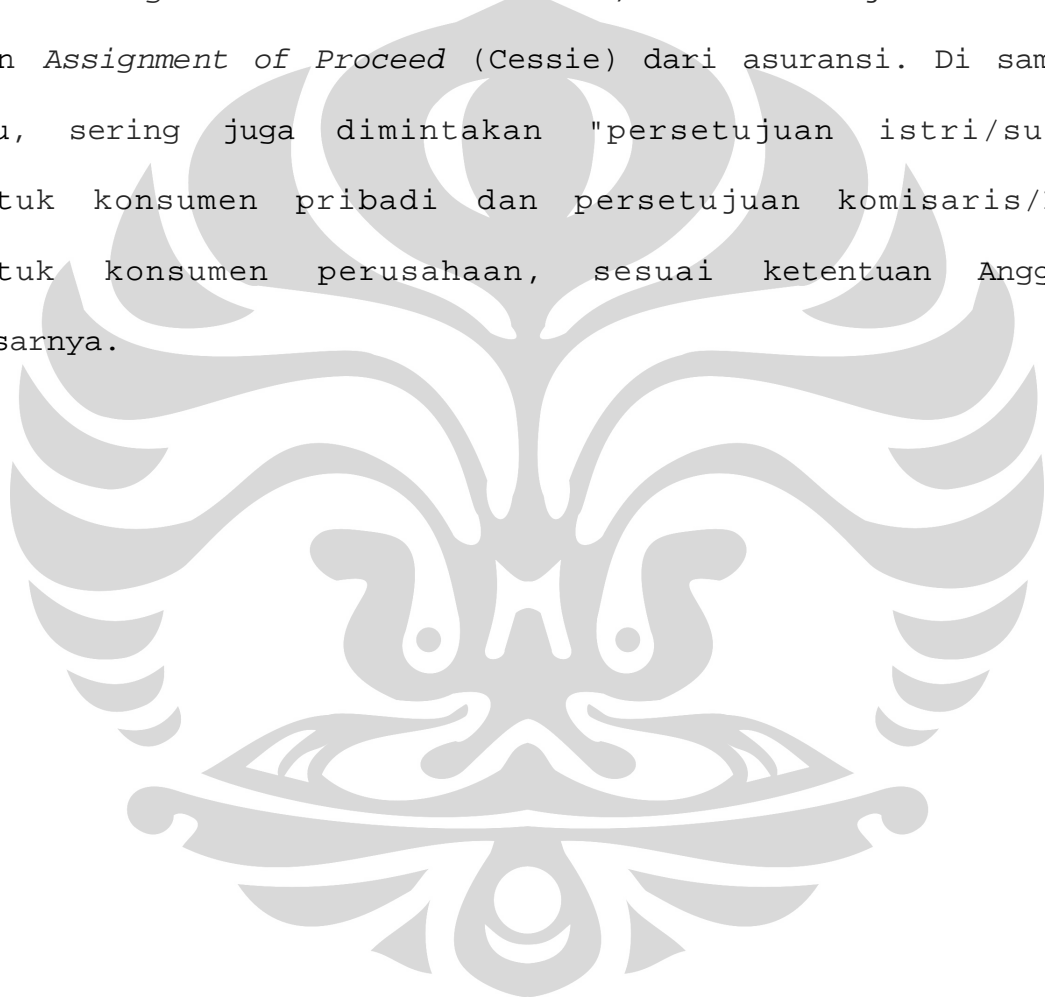 n Assignment of Proceed (Cessie) dari asuransi. Di sam
u, sering juga dimintakan "persetujuan istri/su
tuk konsumen pribadi dan persetujuan komisaris/
tuk konsumen perusahaan, sesuai ketentuan Angg
sarnya.